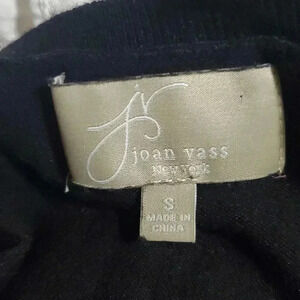 jv
joan vass
New York
S
MADE IN
CHINA